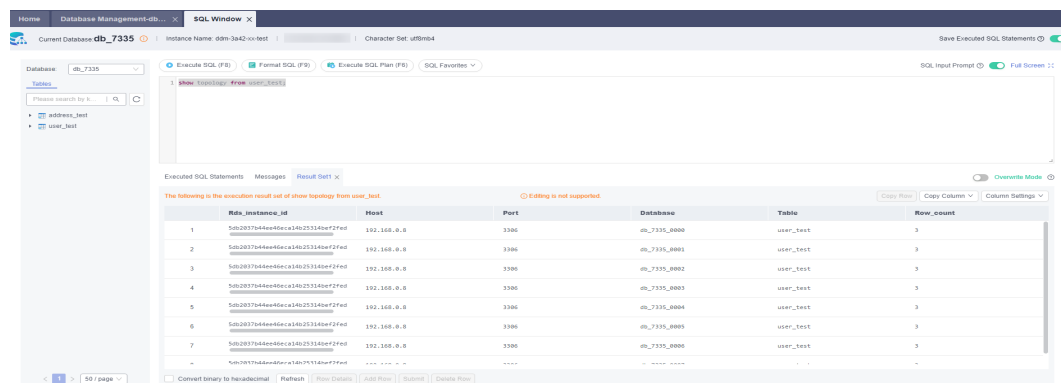 Home Database Management-db... × SQL Window ×
Current Database: db_7335 Instance Name: ddm-3a42-xx-test Character Set: utf8mb4 Save Executed SQL Statements
Database: db_7335 Execute SQL (F8) Format SQL (F9) Execute SQL Plan (F6) SQL Favorites SQL Input Prompt Full Screen
Tables
1 show topology from user_test;
Please search by k...
address_test
user_test
Executed SQL Statements Messages Result Set1 × Overwrite Mode
The following is the execution result set of show topology from user_test. Editing is not supported. Copy Row Copy Column Column Settings
Rds_instance_id Host Port Database Table Row_count
1 5db2037b44ee46eca14b25314bef2fed 192.168.0.8 3306 db_7335_0000 user_test 3
2 5db2037b44ee46eca14b25314bef2fed 192.168.0.8 3306 db_7335_0001 user_test 3
3 5db2037b44ee46eca14b25314bef2fed 192.168.0.8 3306 db_7335_0002 user_test 3
4 5db2037b44ee46eca14b25314bef2fed 192.168.0.8 3306 db_7335_0003 user_test 3
5 5db2037b44ee46eca14b25314bef2fed 192.168.0.8 3306 db_7335_0004 user_test 3
6 5db2037b44ee46eca14b25314bef2fed 192.168.0.8 3306 db_7335_0005 user_test 3
7 5db2037b44ee46eca14b25314bef2fed 192.168.0.8 3306 db_7335_0006 user_test 3
< 1 > 50 / page Convert binary to hexadecimal Refresh Row Details Add Row Submit Delete Row